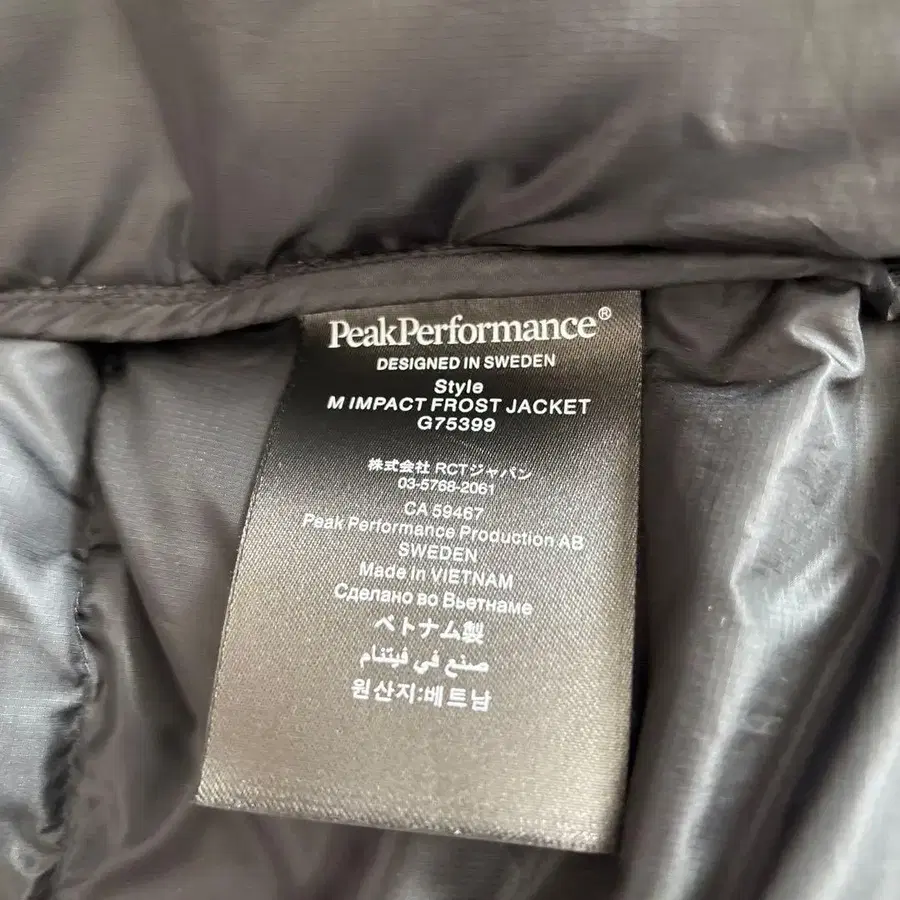 PeakPerformance®
DESIGNED IN SWEDEN
Style
M IMPACT FROST JACKET
G75399
株式会社 RCTジャパン
03-5768-2061
CA 59467
Peak Performance Production AB
SWEDEN
Made in VIETNAM
Сделано во Вьетнаме
ベトナム製
صنع في فيتنام
원산지:베트남